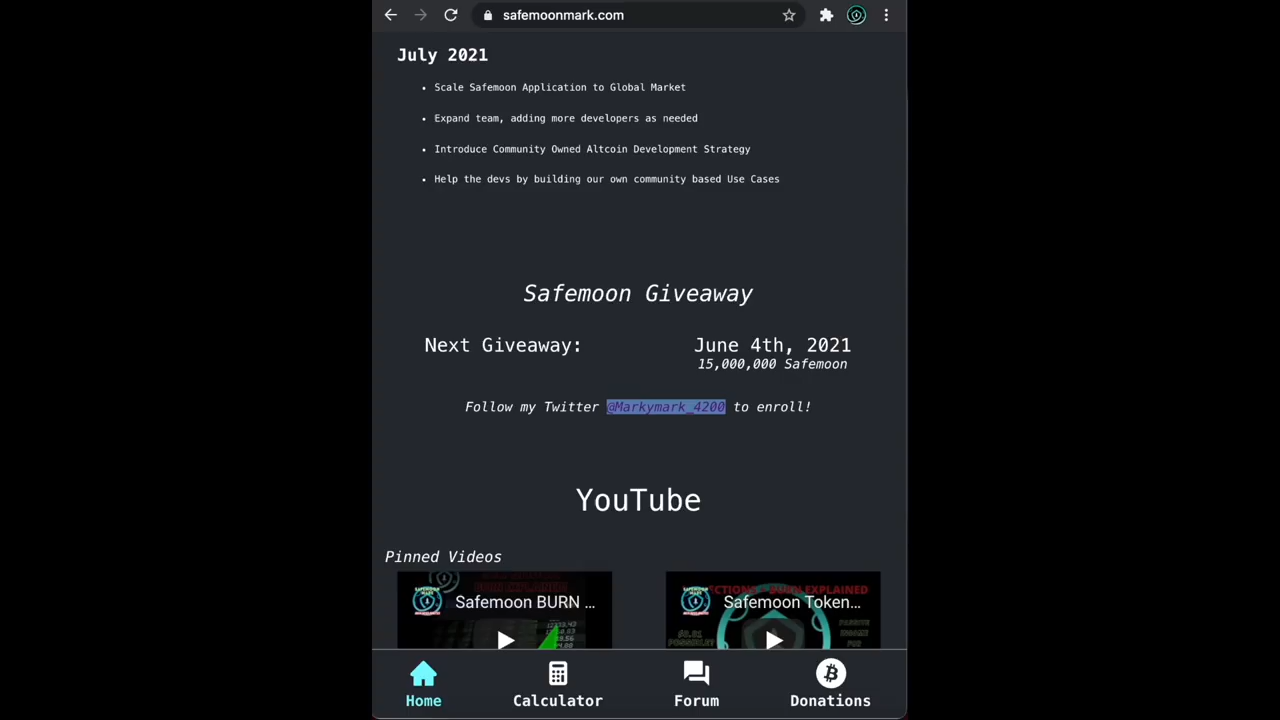 safemoonmark.com
July 2021
• Scale Safemoon Application to Global Market
• Expand team, adding more developers as needed
• Introduce Community Owned Altcoin Development Strategy
• Help the devs by building our own community based Use Cases
Safemoon Giveaway
Next Giveaway: June 4th, 2021
15,000,000 Safemoon
Follow my Twitter @Markymark_4200 to enroll!
YouTube
Pinned Videos
Safemoon BURN ...
Safemoon Token...
Home Calculator Forum Donations